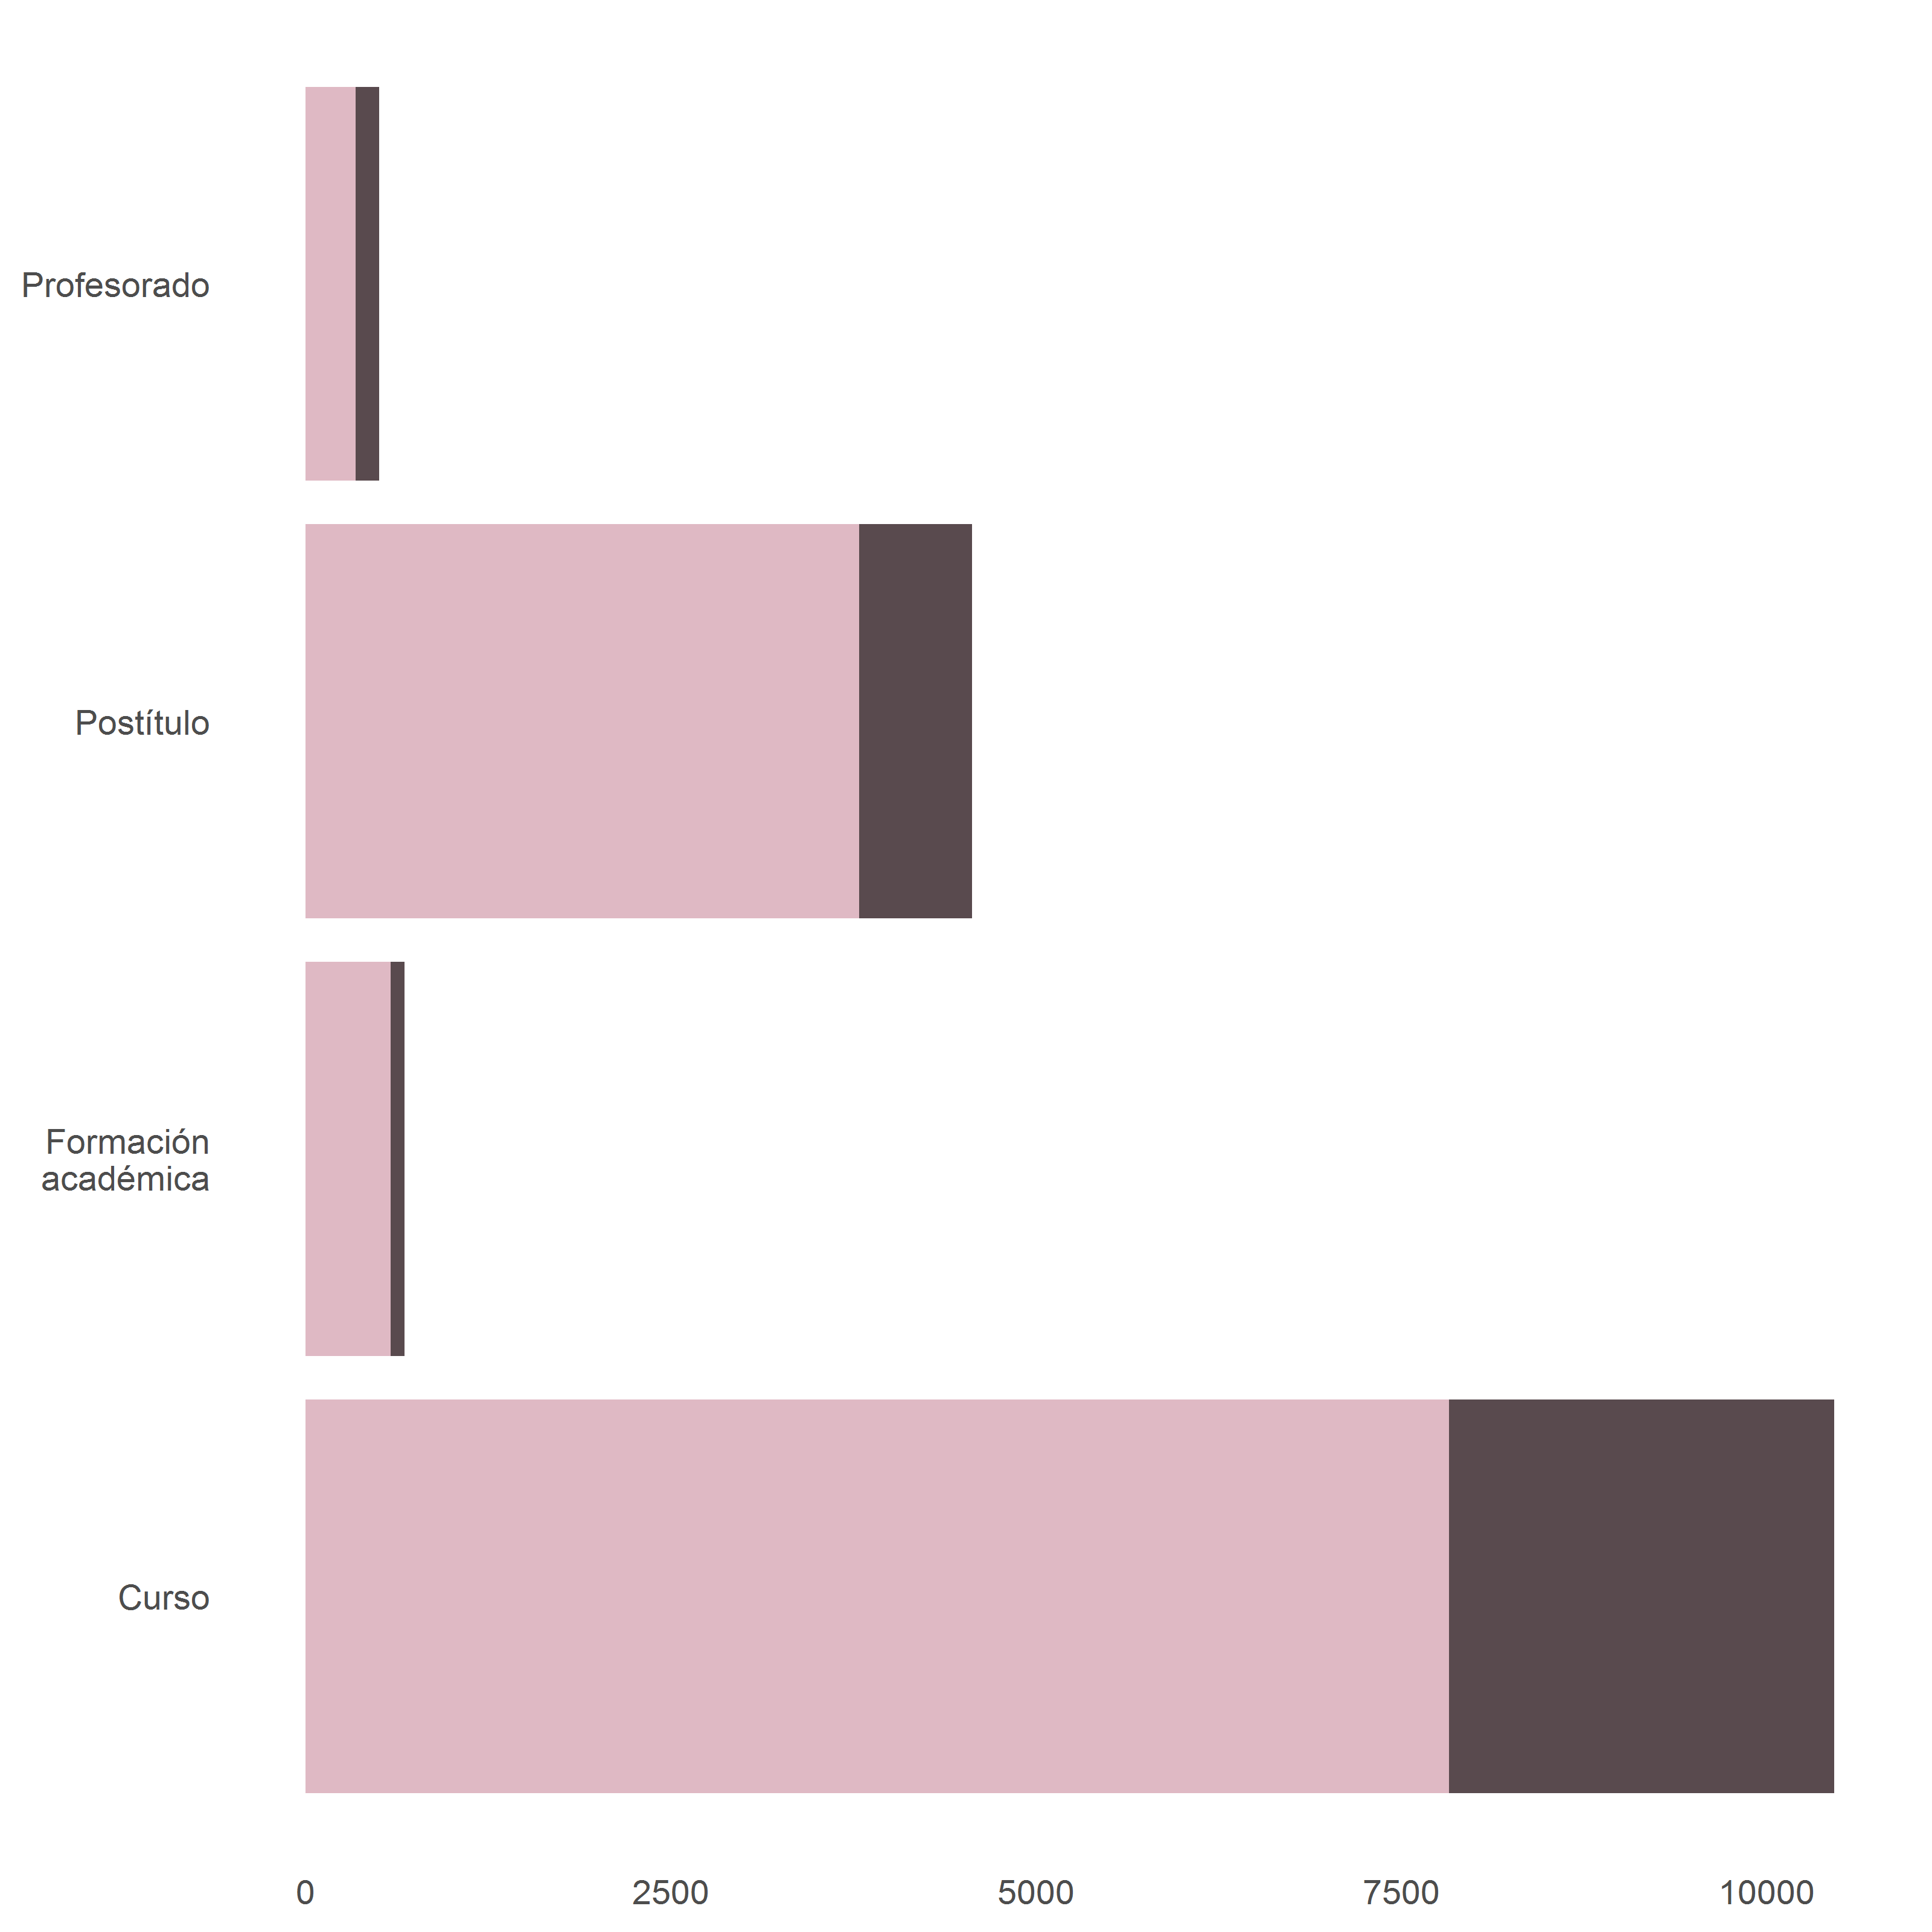 Profesorado
Postítulo
Formación
académica
Curso
0 2500 5000 7500 10000